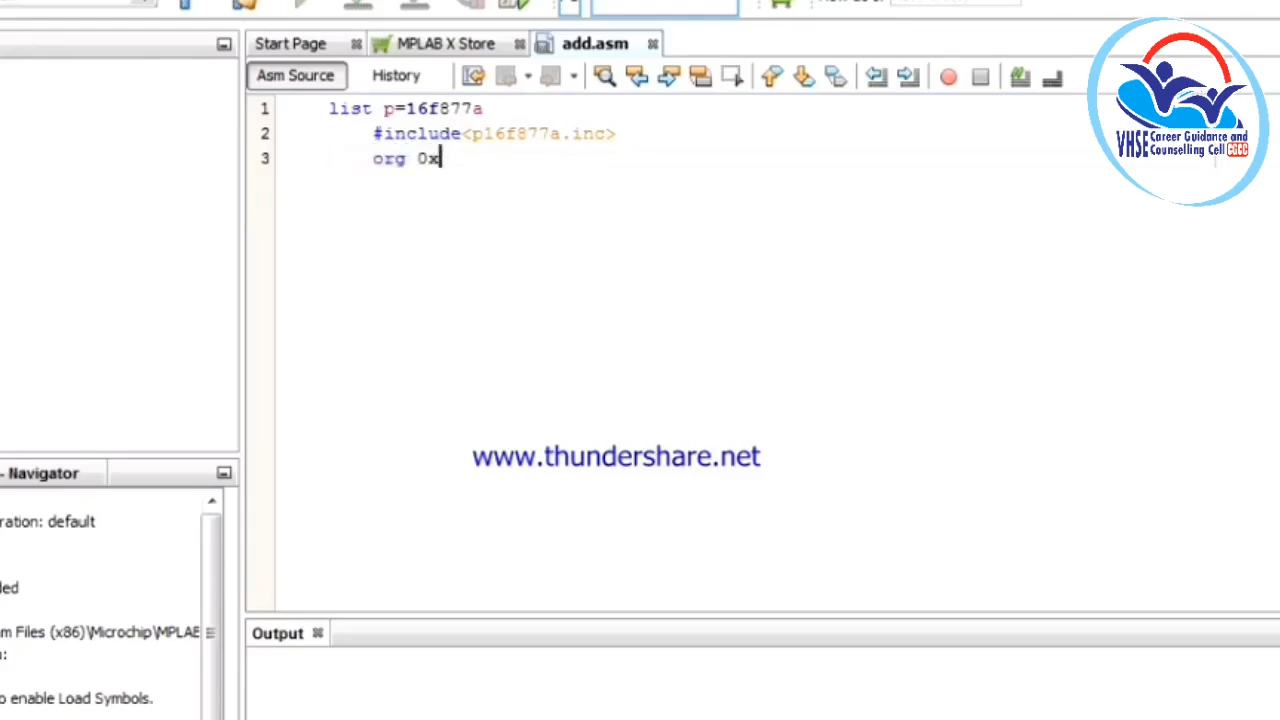 Start Page
MPLAB X Store
add.asm
Asm Source
History
1 list p=16f877a
2 #include<p16f877a.inc>
3 org 0x
VHSE Career Guidance and
Counselling Cell CGCC
www.thundershare.net
- Navigator
ration: default
led
m Files (x86)\Microchip\MPLAB
:
o enable Load Symbols.
Output